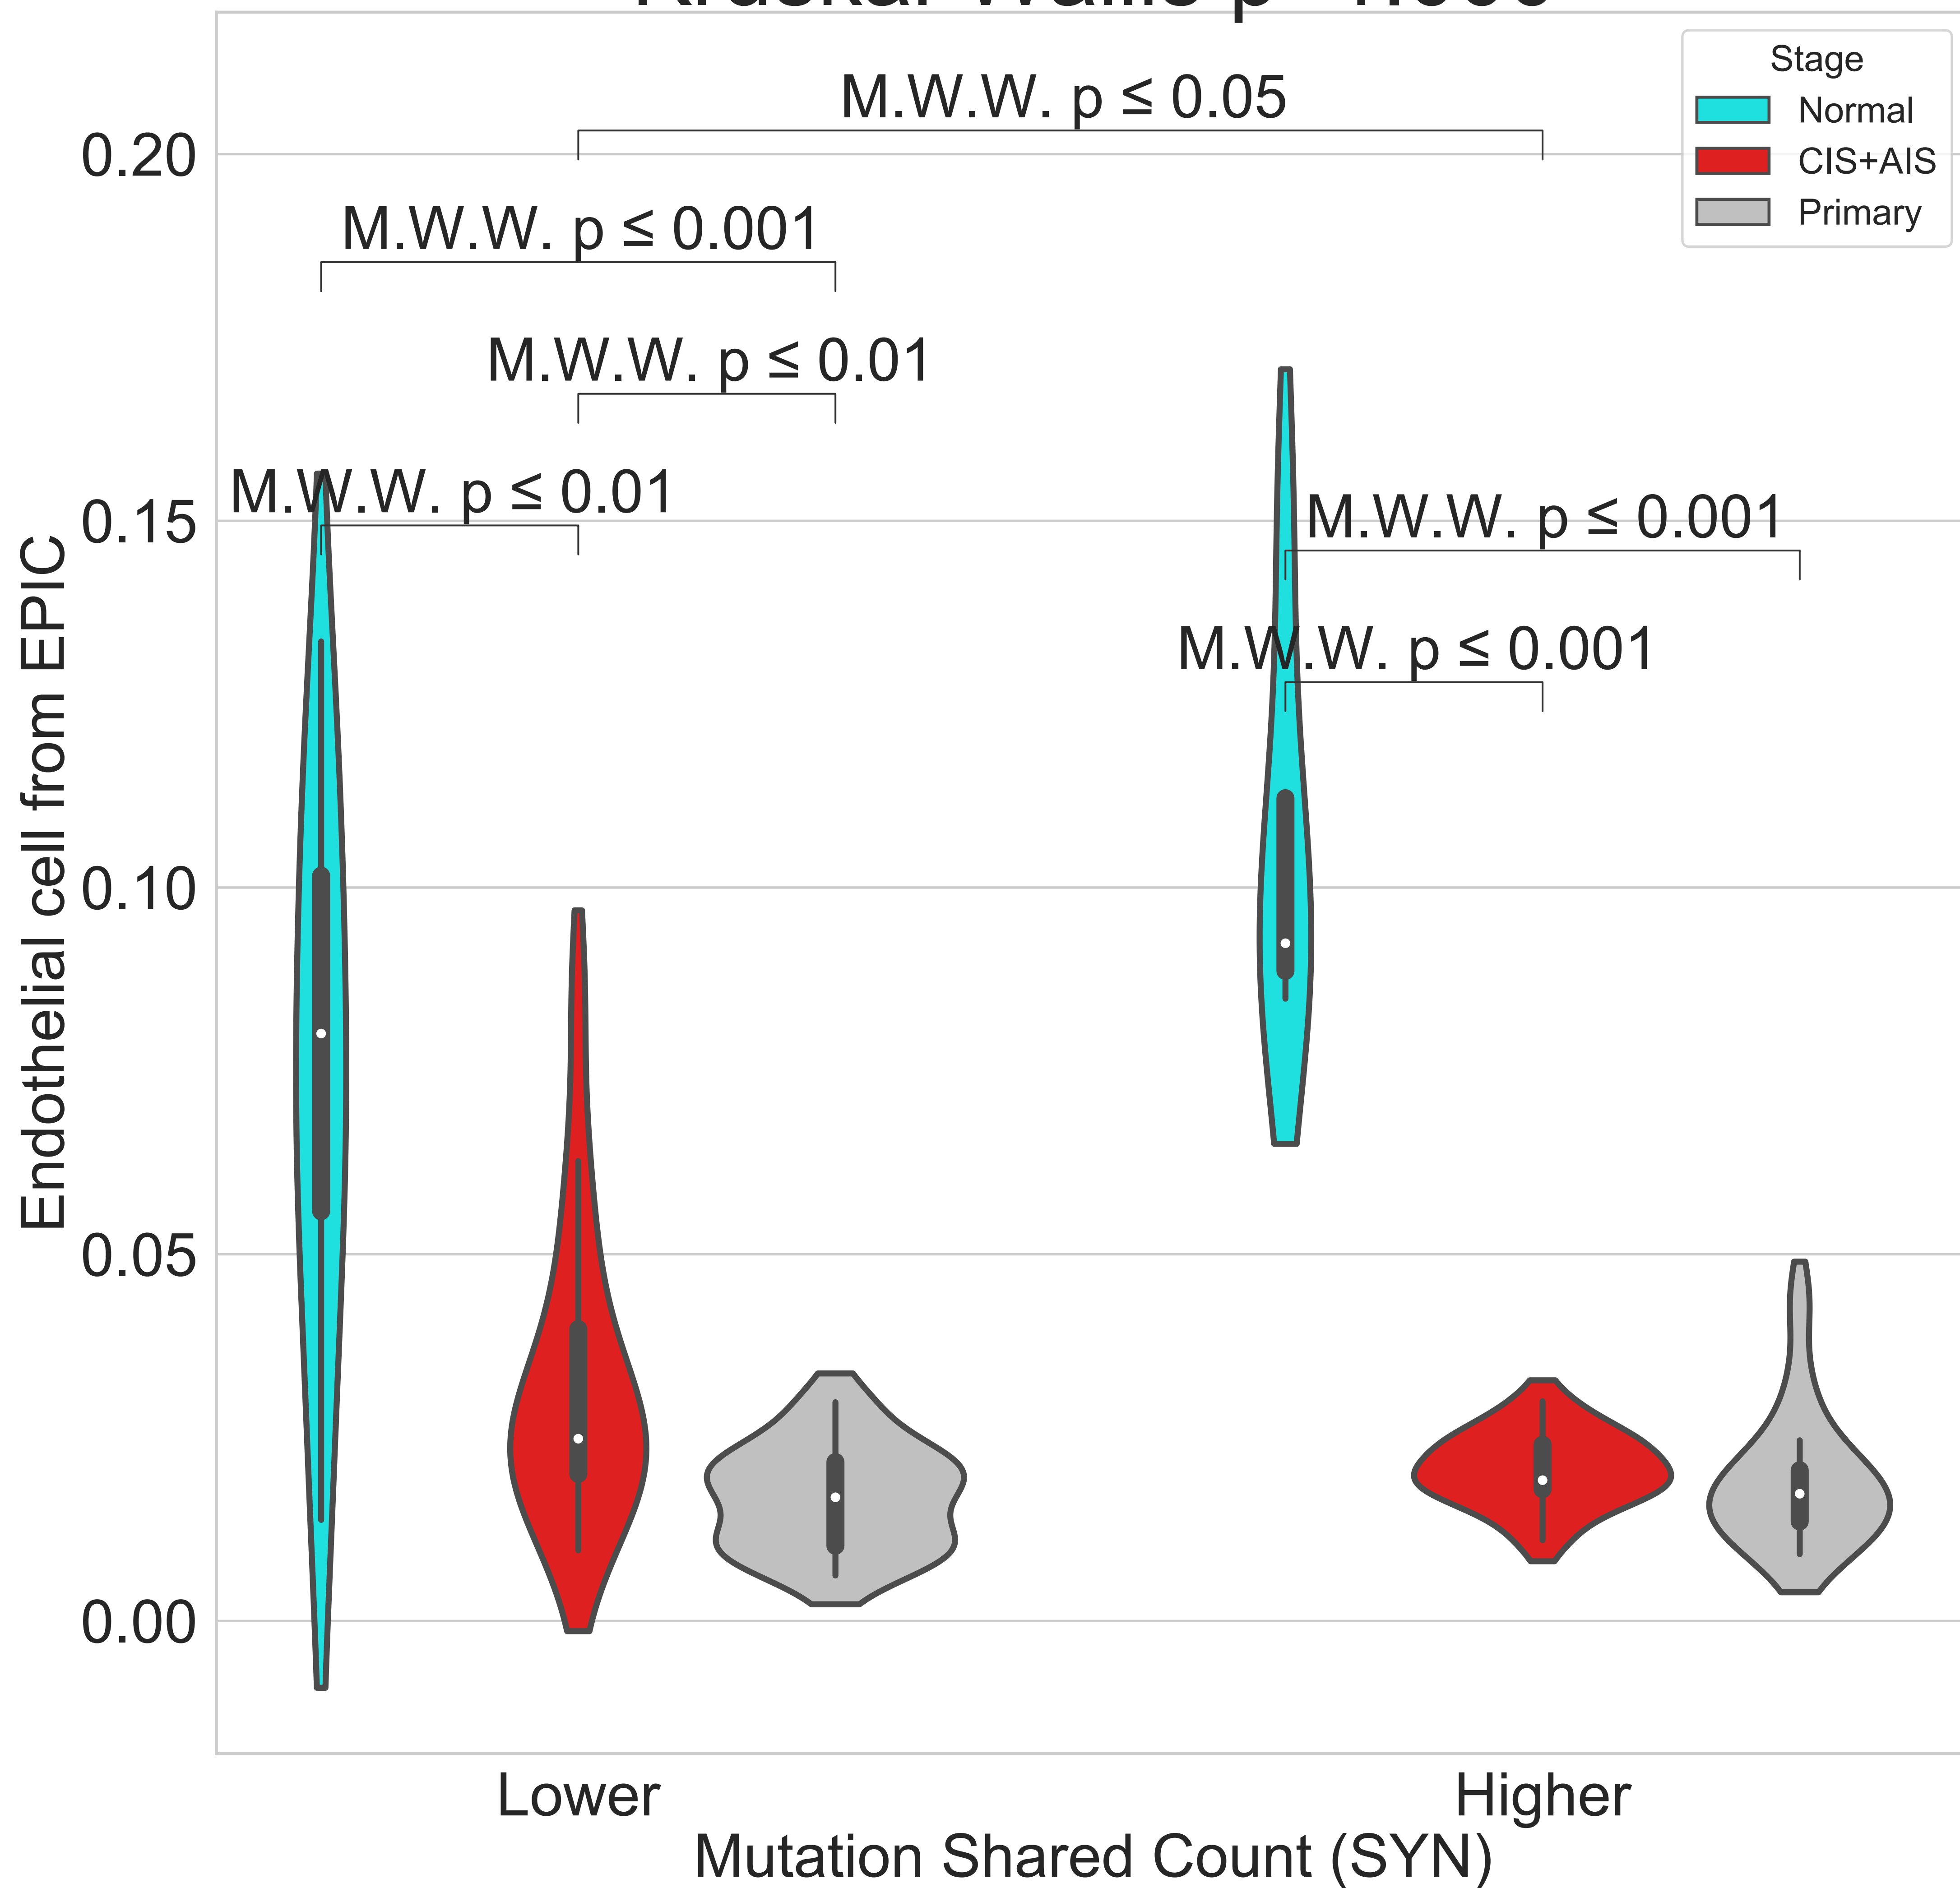 Stage
Normal
CIS+AIS
Primary
M.W.W. p ≤ 0.05
M.W.W. p ≤ 0.001
M.W.W. p ≤ 0.01
M.W.W. p ≤ 0.01
M.W.W. p ≤ 0.001
M.W.W. p ≤ 0.001
0.20
0.15
0.10
0.05
0.00
Endothelial cell from EPIC
Lower
Higher
Mutation Shared Count (SYN)